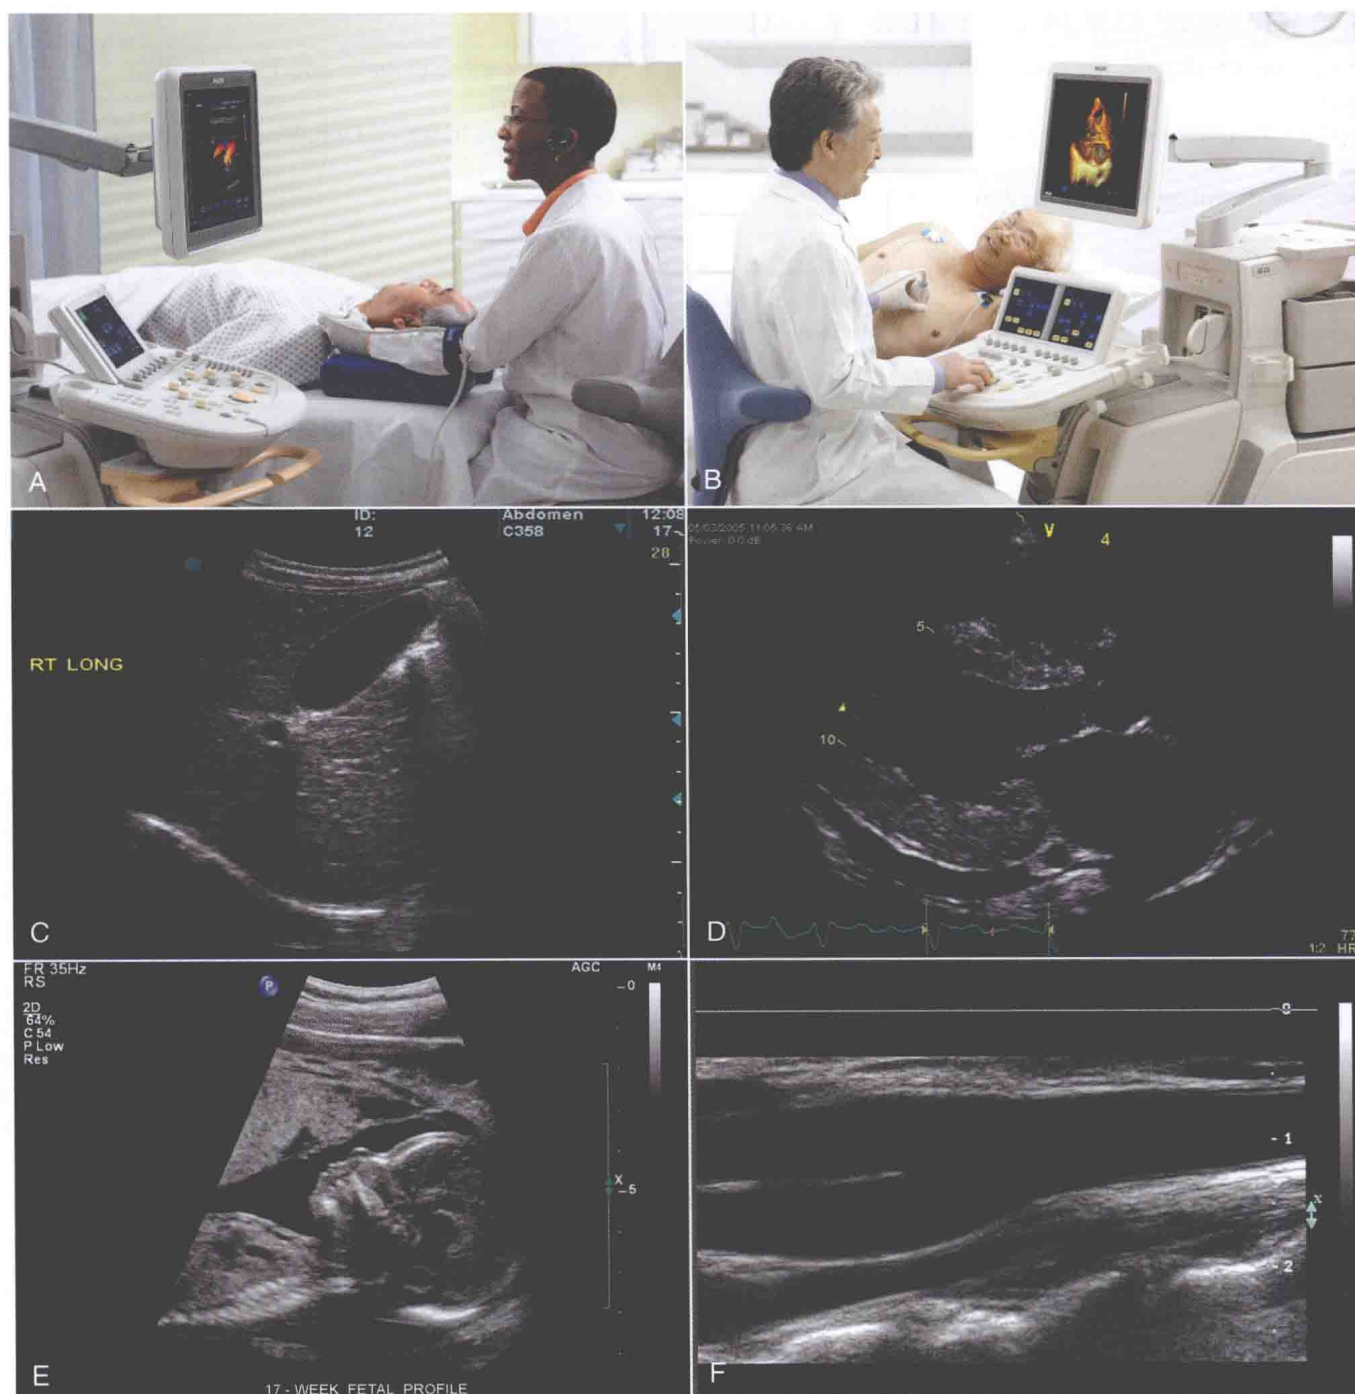 A
B
ID:
12
Abdomen
C358
12:08
17
28
RT LONG
C
05/03/2005 11:05:36 AM
Power: 0.0 dB
V
4
5
10
D
77
1:2 HR
FR 35Hz
RS
2D
64%
C 54
P Low
Res
P
AGC
M4
0
X
5
E
17 - WEEK FETAL PROFILE
1
x
2
F